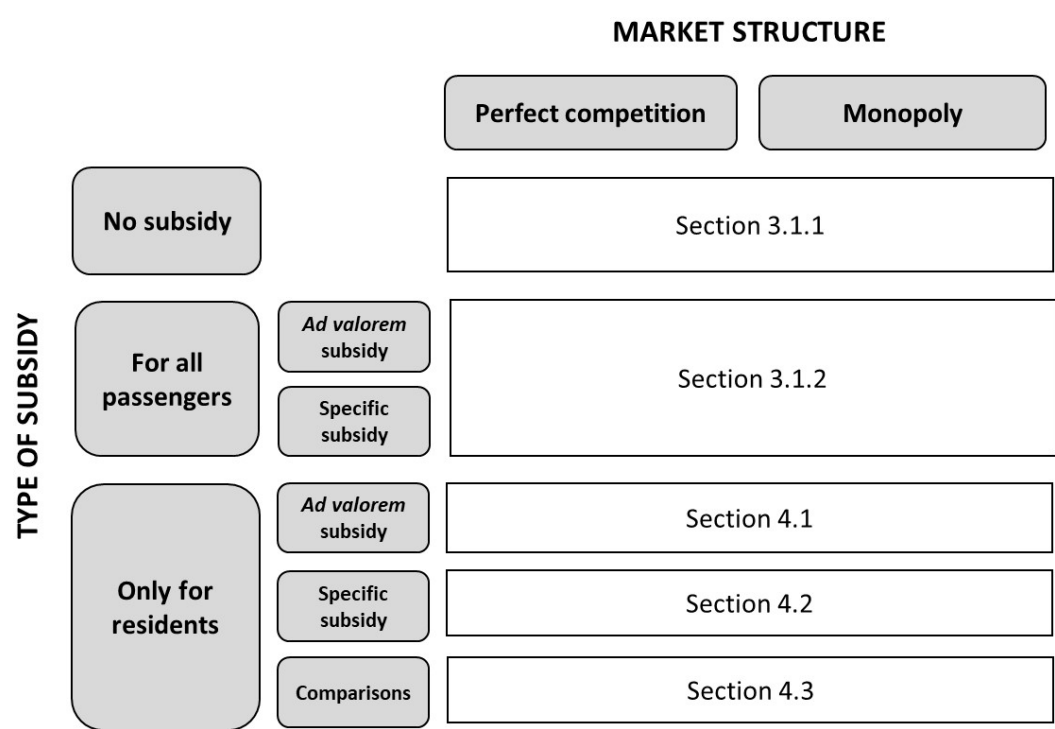 MARKET STRUCTURE
Perfect competition
Monopoly
No subsidy
Section 3.1.1
TYPE OF SUBSIDY
For all
passengers
Ad valorem
subsidy
Specific
subsidy
Section 3.1.2
Only for
residents
Ad valorem
subsidy
Section 4.1
Specific
subsidy
Section 4.2
Comparisons
Section 4.3